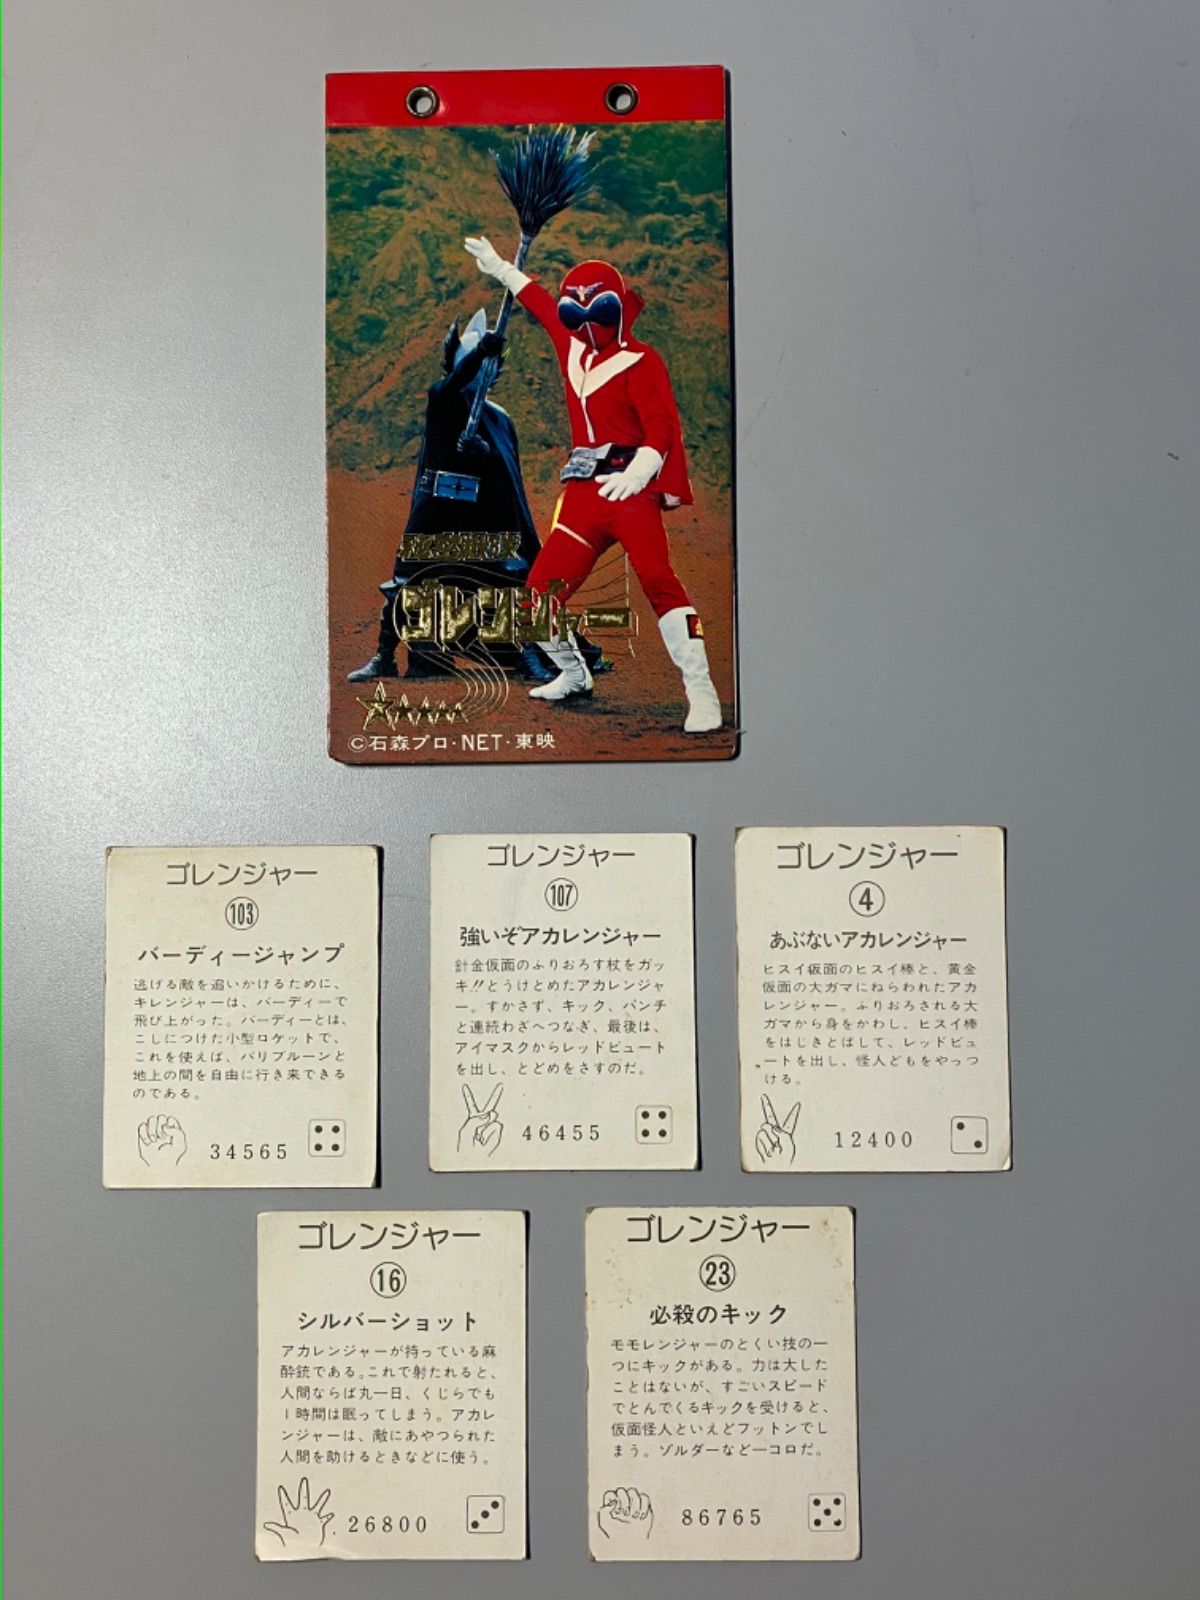 秘密戦隊
ゴレンジャー
©石森プロ・NET・東映
ゴレンジャー
103
バーディージャンプ
逃げる敵を追いかけるために、
キレンジャーは、バーディーで
飛び上がった。バーディーとは、
こしにつけた小型ロケットで、
これを使えば、バリブルーンと
地上の間を自由に行き来できる
のである。
34565
ゴレンジャー
107
強いぞアカレンジャー
針金仮面のふりおろす杖をガッ
キ!!とうけとめたアカレンジャ
ー。すかさず、キック、パンチ
と連続わざへつなぎ、最後は、
アイマスクからレッドビュート
を出し、とどめをさすのだ。
46455
ゴレンジャー
4
あぶないアカレンジャー
ヒスイ仮面のヒスイ棒と、黄金
仮面の大ガマにねらわれたアカ
レンジャー。ふりおろされる大
ガマから身をかわし、ヒスイ棒
をはじきとばして、レッドビュ
ートを出し、怪人どもをやっつ
ける。
12400
ゴレンジャー
16
シルバーショット
アカレンジャーが持っている麻
酔銃である。これで射たれると、
人間ならば丸一日、くじらでも
1時間は眠ってしまう。アカレ
ンジャーは、敵にあやつられた
人間を助けるときなどに使う。
26800
ゴレンジャー
23
必殺のキック
モモレンジャーのとくい技の一
つにキックがある。力は大した
ことはないが、すごいスピード
でとんでくるキックを受けると、
仮面怪人といえどフットンでし
まう。ゾルダーなど一コロだ。
86765